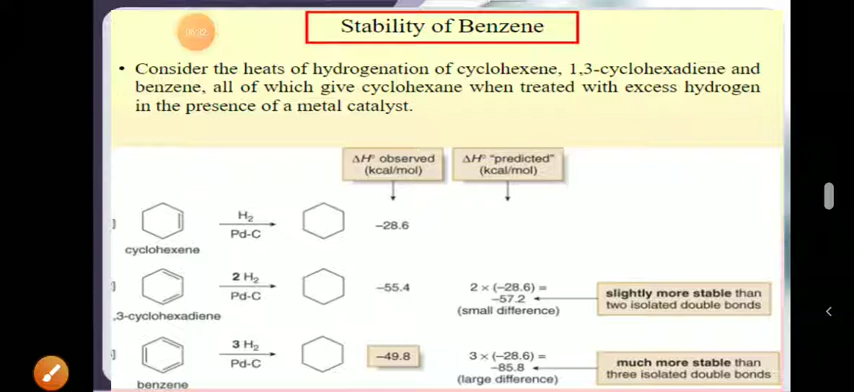 06:02
Stability of Benzene
• Consider the heats of hydrogenation of cyclohexene, 1,3-cyclohexadiene and
benzene, all of which give cyclohexane when treated with excess hydrogen
in the presence of a metal catalyst.
ΔH° observed
(kcal/mol)
ΔH° "predicted"
(kcal/mol)
H₂
Pd-C
–28.6
cyclohexene
2 H₂
Pd-C
–55.4
2 × (–28.6) =
–57.2
(small difference)
slightly more stable than
two isolated double bonds
,3-cyclohexadiene
3 H₂
Pd-C
–49.8
3 × (–28.6) =
–85.8
(large difference)
much more stable than
three isolated double bonds
benzene